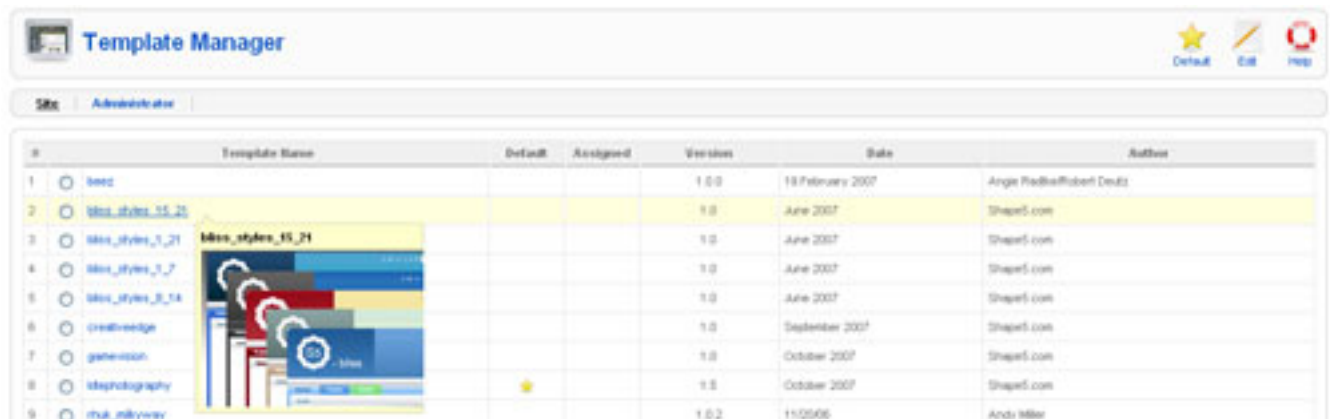 Template Manager
Default Edit Help
Site Administrator
# Template Name Default Assigned Version Date Author
1 beez 1.0.0 19 February 2007 Angie Radtke/Robert Deutz
2 bliss_styles_15_21 1.0 June 2007 Shape5.com
3 bliss_styles_1_21 1.0 June 2007 Shape5.com
bliss_styles_15_21
4 bliss_styles_1_7 1.0 June 2007 Shape5.com
5 bliss_styles_8_14 1.0 June 2007 Shape5.com
6 creativeedge 1.0 September 2007 Shape5.com
7 gamevision 1.0 October 2007 Shape5.com
S5 - bliss
8 1.5 October 2007 Shape5.com
9 rhuk_milkyway 1.0.2 11/20/06 Andy Miller